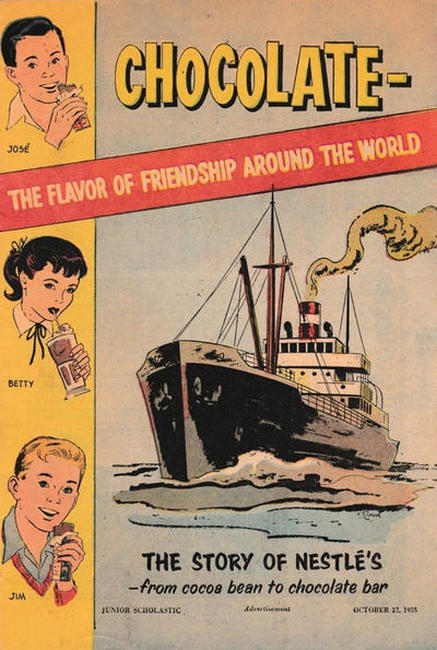 CHOCOLATE-
THE FLAVOR OF FRIENDSHIP AROUND THE WORLD
JOSÉ
BETTY
JIM
THE STORY OF NESTLÉ'S
-from cocoa bean to chocolate bar
JUNIOR SCHOLASTIC Advertisement OCTOBER 27, 1955